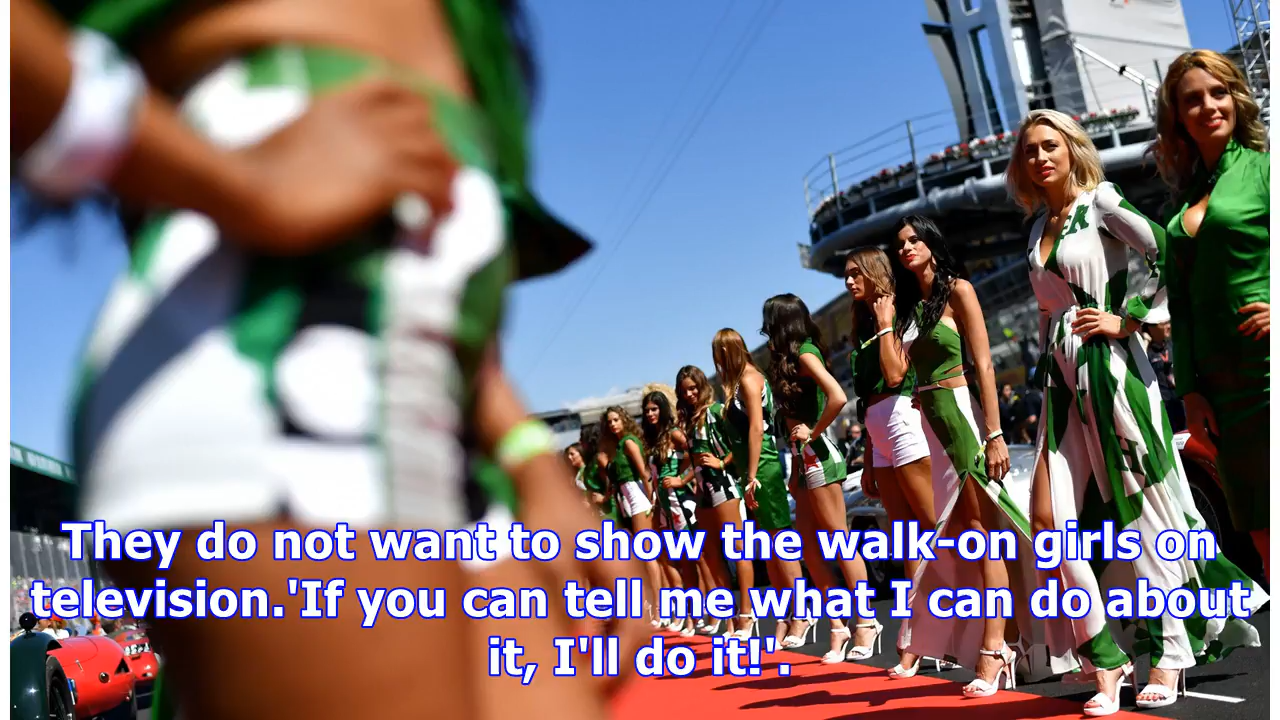 They do not want to show the walk-on girls on
television.'If you can tell me what I can do about
it, I'll do it!'.